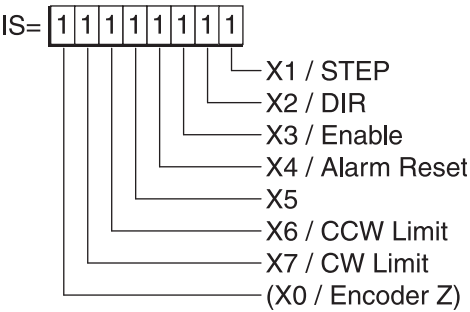 IS= 1 1 1 1 1 1 1 1
X1 / STEP
X2 / DIR
X3 / Enable
X4 / Alarm Reset
X5
X6 / CCW Limit
X7 / CW Limit
(X0 / Encoder Z)